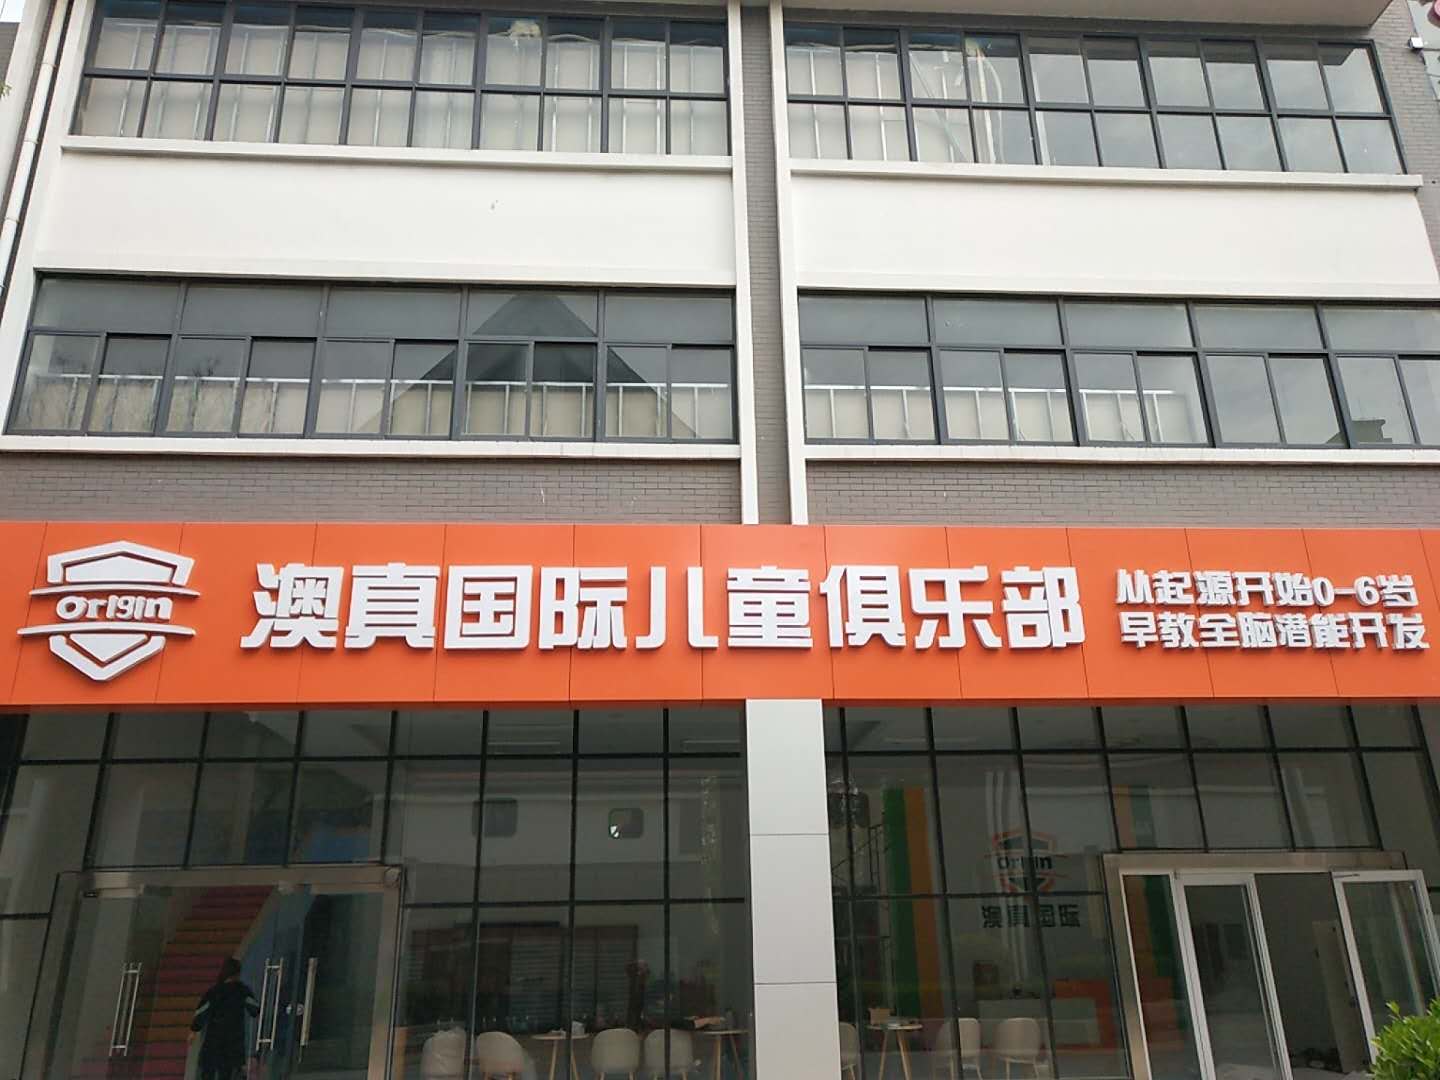 origin
澳真国际儿童俱乐部
从起源开始0-6岁
早教全脑潜能开发
origin
澳真国际